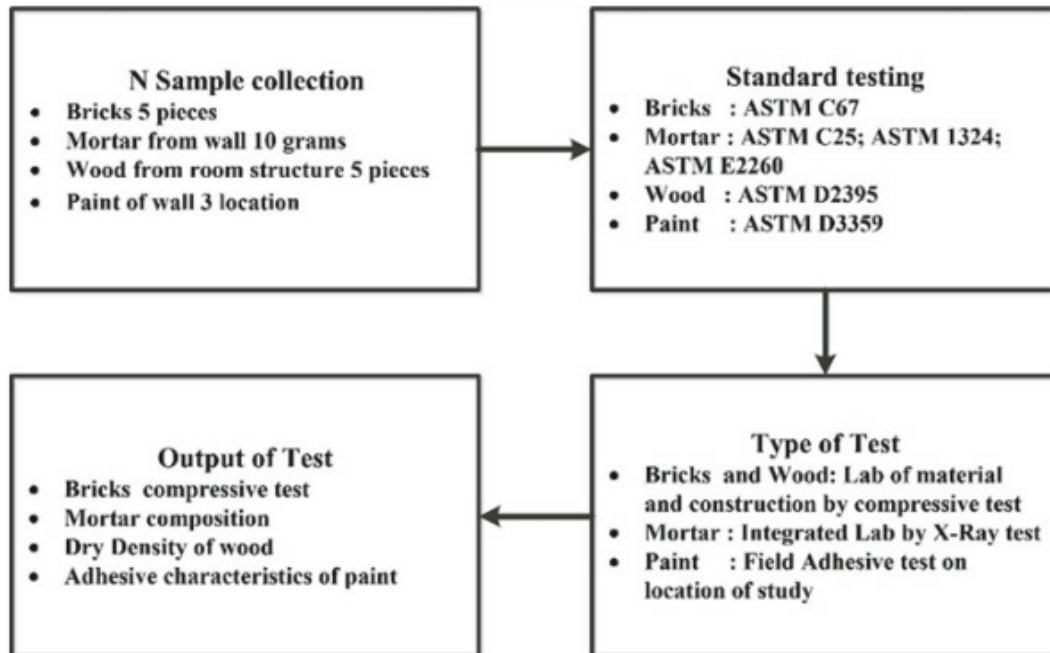 N Sample collection
• Bricks 5 pieces
• Mortar from wall 10 grams
• Wood from room structure 5 pieces
• Paint of wall 3 location
Standard testing
• Bricks : ASTM C67
• Mortar : ASTM C25; ASTM 1324;
ASTM E2260
• Wood : ASTM D2395
• Paint : ASTM D3359
Type of Test
• Bricks and Wood: Lab of material
and construction by compressive test
• Mortar : Integrated Lab by X-Ray test
• Paint : Field Adhesive test on
location of study
Output of Test
• Bricks compressive test
• Mortar composition
• Dry Density of wood
• Adhesive characteristics of paint